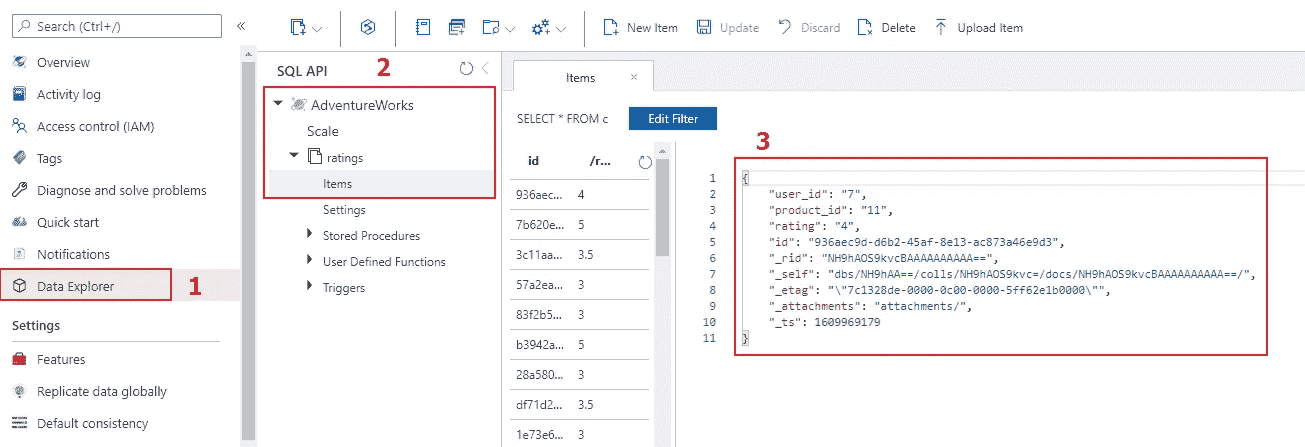 Search (Ctrl+/)
«
Overview
Activity log
Access control (IAM)
Tags
Diagnose and solve problems
Quick start
Notifications
Data Explorer
1
Settings
Features
Replicate data globally
Default consistency
New Item
Update
Discard
Delete
Upload Item
SQL API
2
AdventureWorks
Scale
ratings
Items
Settings
Stored Procedures
User Defined Functions
Triggers
Items
SELECT * FROM c
Edit Filter
id /r...
936aec... 4
7b620e... 5
3c11aa... 3.5
57a2ea... 3
83f2b5... 3
b3942a... 5
28a580... 3
df71d2... 3.5
1e73e6... 3
3
1 {
2 "user_id": "7",
3 "product_id": "11",
4 "rating": "4",
5 "id": "936aec9d-d6b2-45af-8e13-ac873a46e9d3",
6 "_rid": "NH9hAOS9kvcBAAAAAAAAAA==",
7 "_self": "dbs/NH9hAA==/colls/NH9hAOS9kvc=/docs/NH9hAOS9kvcBAAAAAAAAAA==/",
8 "_etag": "\"7c1328de-0000-0c00-0000-5ff62e1b0000\"",
9 "_attachments": "attachments/",
10 "_ts": 1609969179
11 }